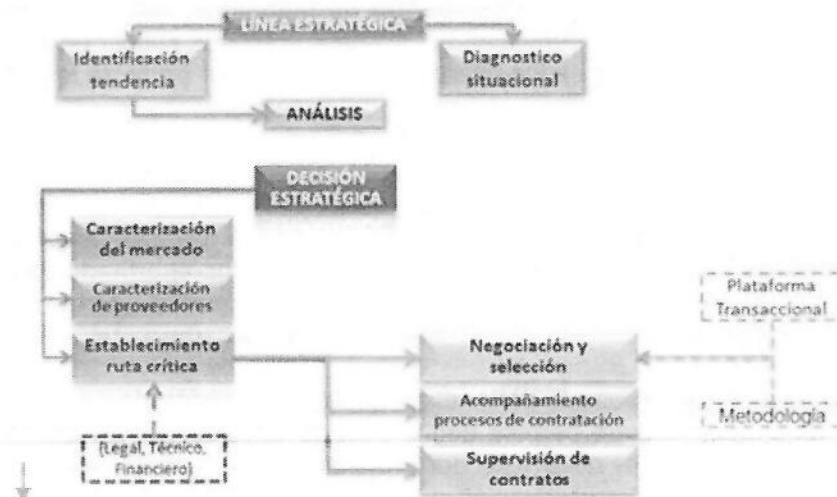 LÍNEA ESTRATÉGICA
Identificación
tendencia
Diagnostico
situacional
ANÁLISIS
DECISIÓN
ESTRATÉGICA
Caracterización
del mercado
Caracterización
de proveedores
Establecimiento
ruta crítica
(Legal, Técnico,
Financiero)
Negociación y
selección
Acompañamiento
procesos de contratación
Supervisión de
contratos
Plataforma
Transaccional
Metodología